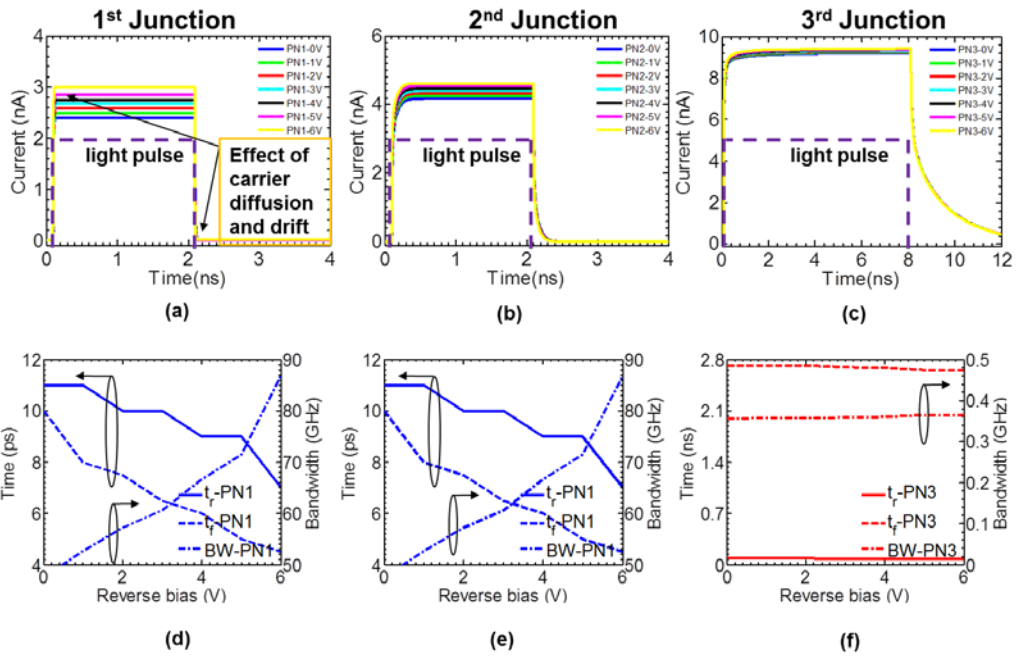 1st Junction
2nd Junction
3rd Junction
4
3
2
1
0
Current (nA)
PN1-0V
PN1-1V
PN1-2V
PN1-3V
PN1-4V
PN1-5V
PN1-6V
light pulse
Effect of
carrier
diffusion
and drift
0 1 2 3 4
Time(ns)
(a)
6
4
2
0
Current (nA)
PN2-0V
PN2-1V
PN2-2V
PN2-3V
PN2-4V
PN2-5V
PN2-6V
light pulse
0 1 2 3 4
Time(ns)
(b)
10
8
6
4
2
0
Current (nA)
PN3-0V
PN3-1V
PN3-2V
PN3-3V
PN3-4V
PN3-5V
PN3-6V
light pulse
0 2 4 6 8 10 12
Time(ns)
(c)
12
10
8
6
4
Time (ps)
90
80
70
60
50
Bandwidth (GHz)
tr-PN1
tf-PN1
BW-PN1
0 2 4 6
Reverse bias (V)
(d)
12
10
8
6
4
Time (ps)
90
80
70
60
50
Bandwidth (GHz)
tr-PN1
tf-PN1
BW-PN1
0 2 4 6
Reverse bias (V)
(e)
2.8
2.1
1.4
0.7
0
Time (ns)
0.5
0.4
0.3
0.2
0.1
0
Bandwidth (GHz)
tr-PN3
tf-PN3
BW-PN3
0 1 2 3 4 5 6
Reverse bias (V)
(f)